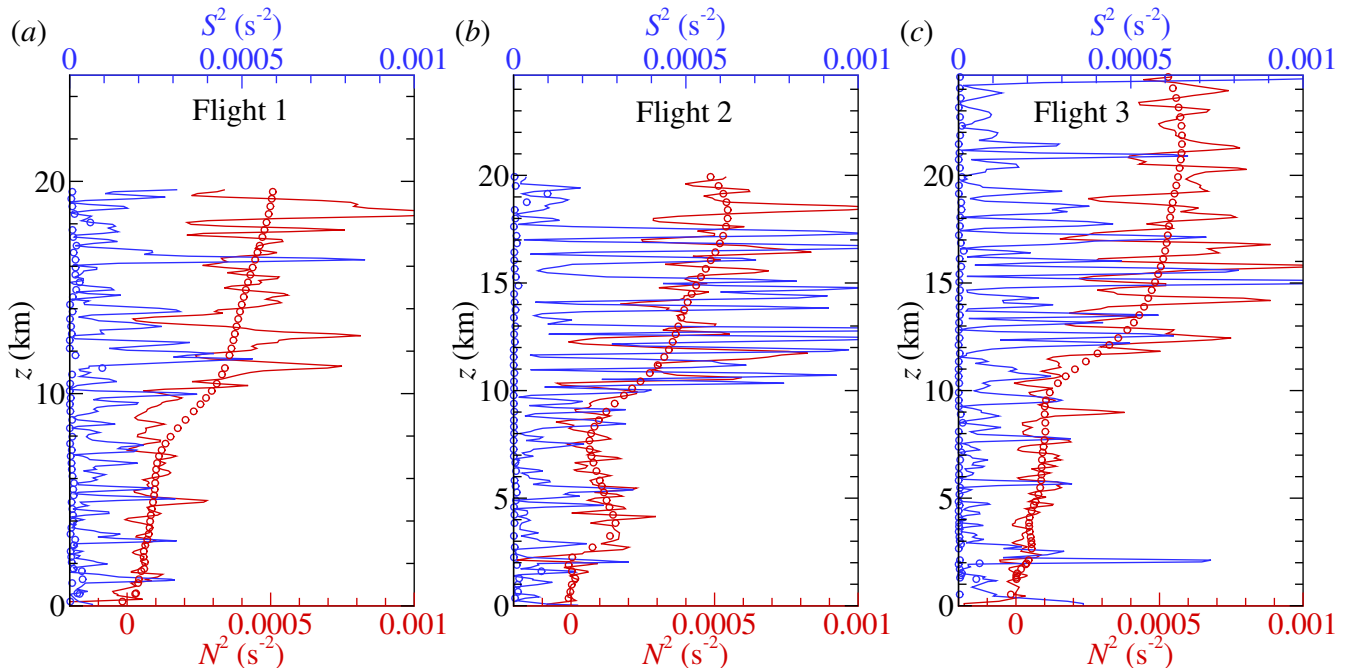 (a) S² (s⁻²) (b) S² (s⁻²) (c) S² (s⁻²)
0 0.0005 0.001 0 0.0005 0.001 0 0.0005 0.001
Flight 1 Flight 2 Flight 3
20 20 20
15 15
z (km) z (km) z (km)
10 10 10
5 5
0 0 0
0 0.0005 0.001 0 0.0005 0.001 0 0.0005 0.001
N² (s⁻²) N² (s⁻²) N² (s⁻²)